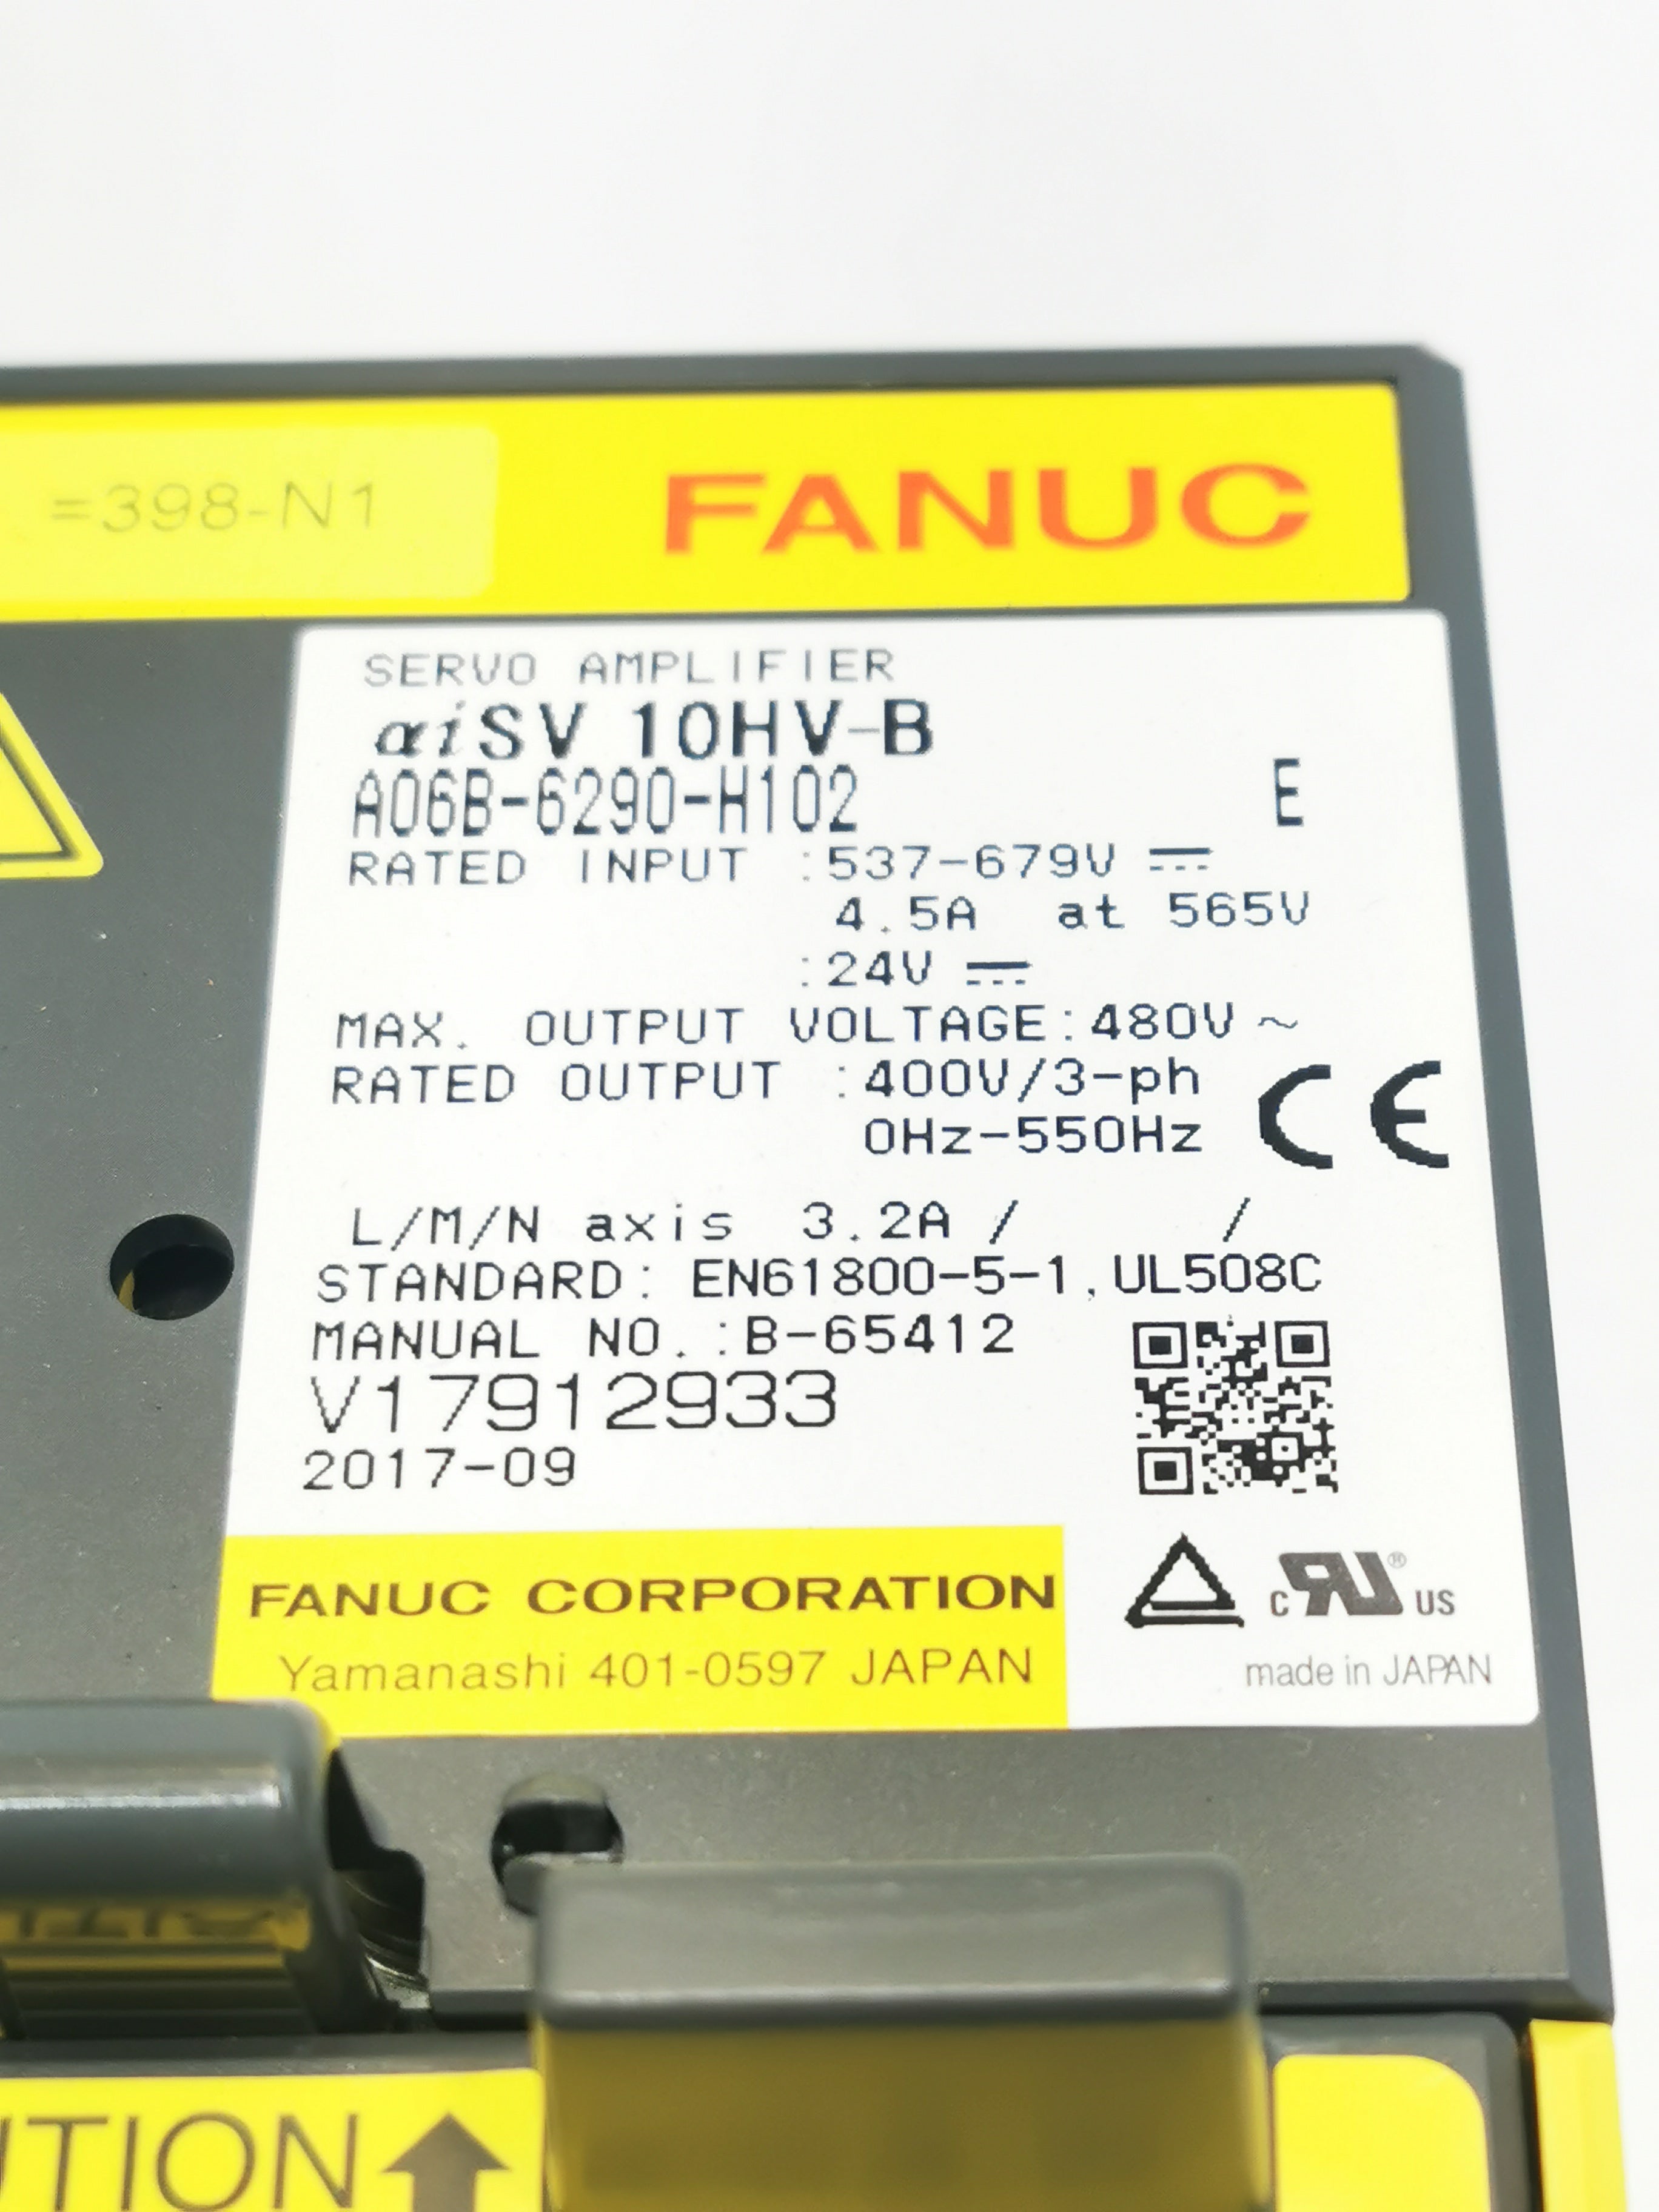 =398-N1
FANUC
SERVO AMPLIFIER
αiSV 10HV-B
A06B-6290-H102 E
RATED INPUT :537-679V ⎓
4.5A at 565V
:24V ⎓
MAX. OUTPUT VOLTAGE:480V~
RATED OUTPUT :400V/3-ph
0Hz-550Hz
CE
L/M/N axis 3.2A / /
STANDARD: EN61800-5-1,UL508C
MANUAL NO.:B-65412
V17912933
2017-09
FANUC CORPORATION
Yamanashi 401-0597 JAPAN
c RU ® US
made in JAPAN
UTION